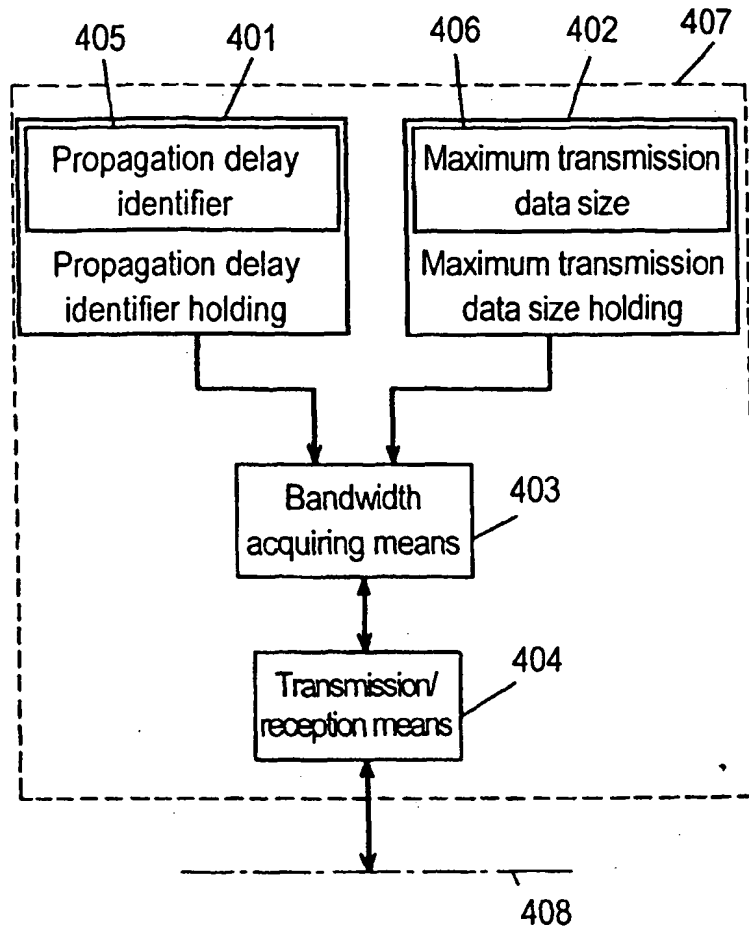 405
401
406
402
407
Propagation delay
identifier
Maximum transmission
data size
Propagation delay
identifier holding
Maximum transmission
data size holding
Bandwidth
acquiring means
403
Transmission/
reception means
404
408